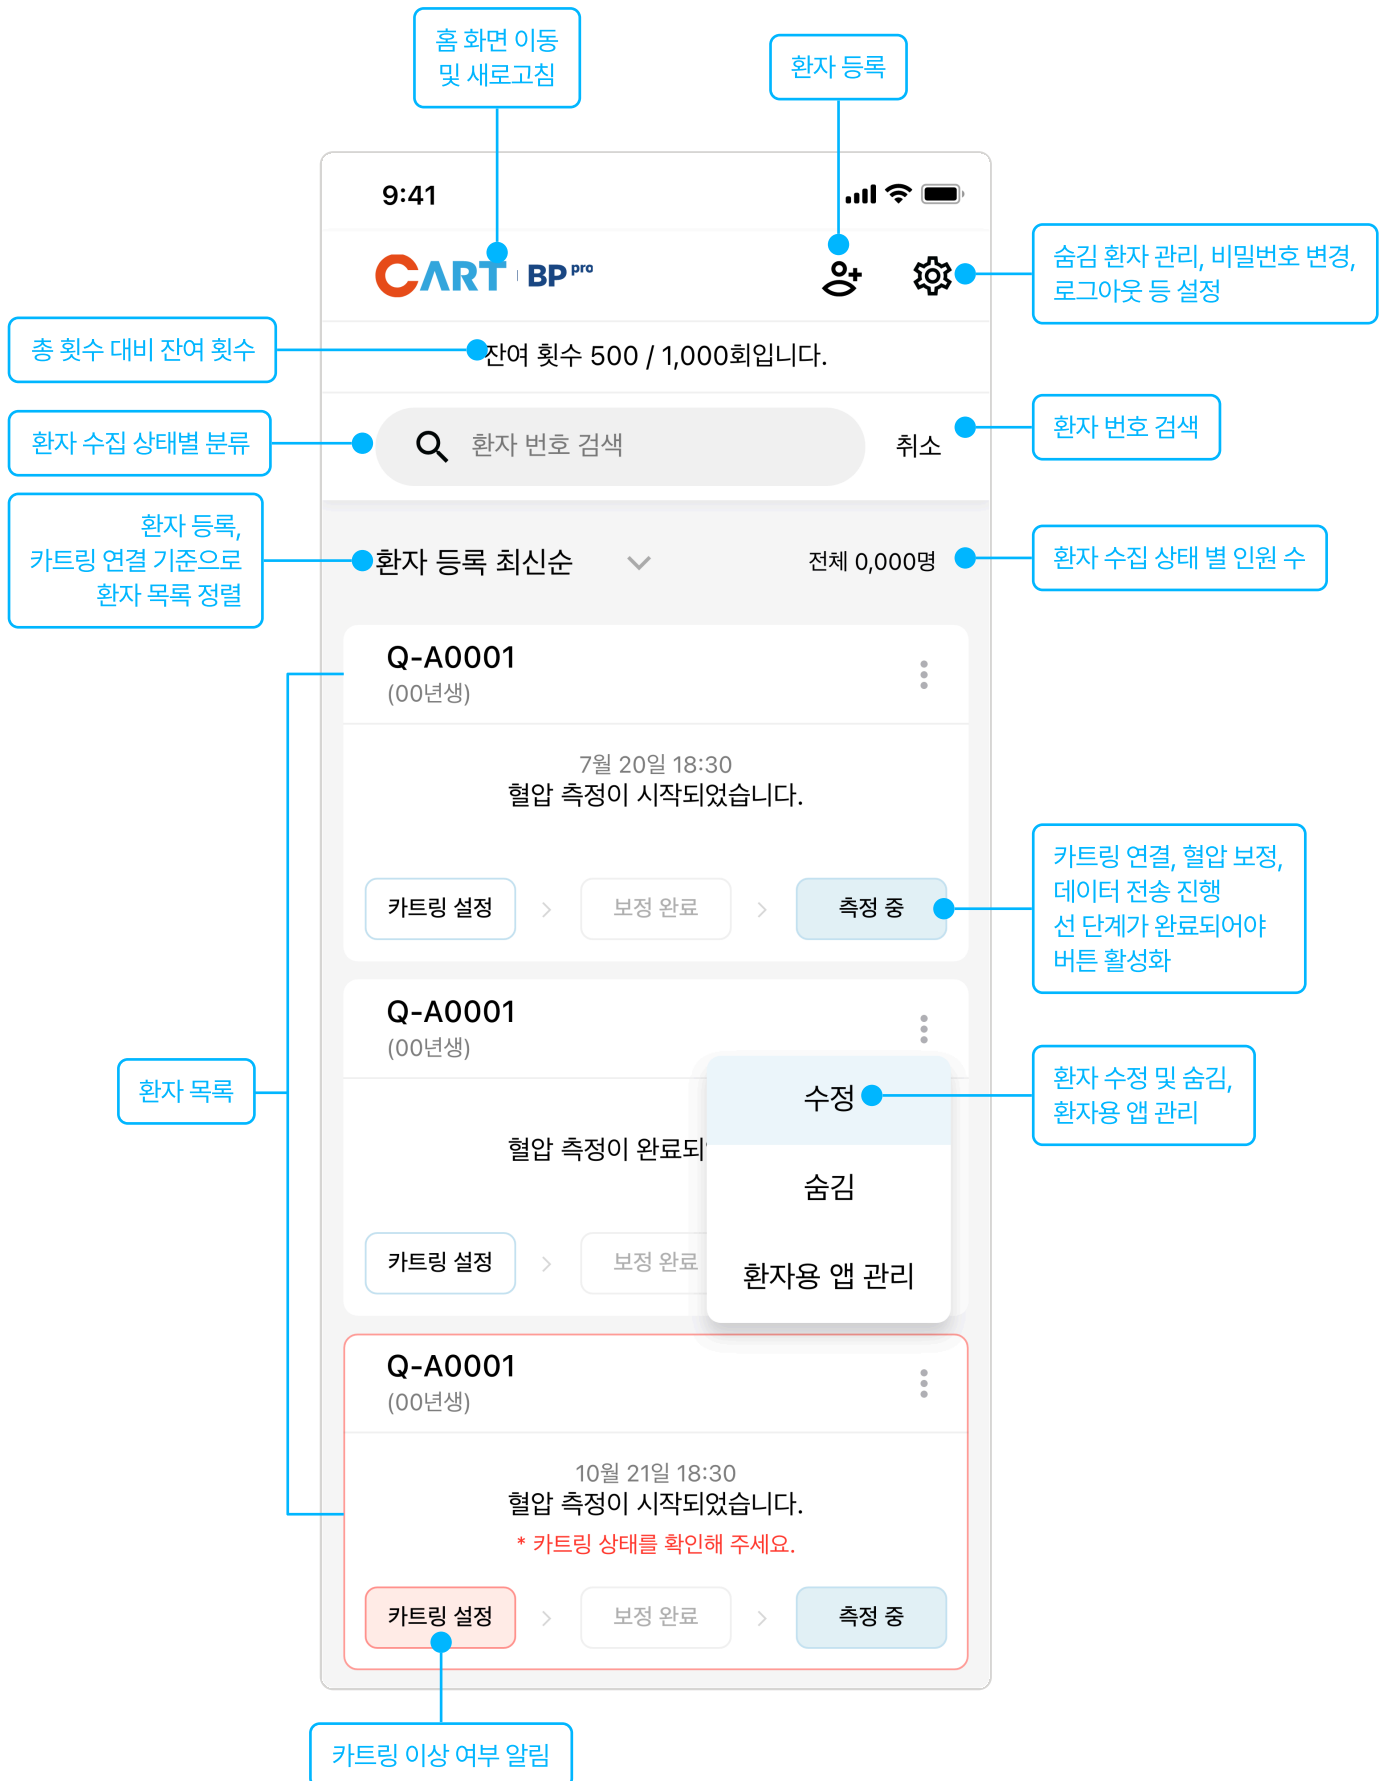 홈 화면 이동
및 새로고침
환자 등록
9:41
CART BP pro
숨김 환자 관리, 비밀번호 변경,
로그아웃 등 설정
총 횟수 대비 잔여 횟수
잔여 횟수 500 / 1,000회입니다.
환자 수집 상태별 분류
환자 번호 검색
취소
환자 번호 검색
환자 등록,
카트링 연결 기준으로
환자 목록 정렬
환자 등록 최신순
전체 0,000명
환자 수집 상태 별 인원 수
Q-A0001
(00년생)
7월 20일 18:30
혈압 측정이 시작되었습니다.
카트링 설정
보정 완료
측정 중
카트링 연결, 혈압 보정,
데이터 전송 진행
선 단계가 완료되어야
버튼 활성화
Q-A0001
(00년생)
환자 목록
혈압 측정이 완료되
카트링 설정
보정 완료
수정
숨김
환자용 앱 관리
환자 수정 및 숨김,
환자용 앱 관리
Q-A0001
(00년생)
10월 21일 18:30
혈압 측정이 시작되었습니다.
* 카트링 상태를 확인해 주세요.
카트링 설정
보정 완료
측정 중
카트링 이상 여부 알림